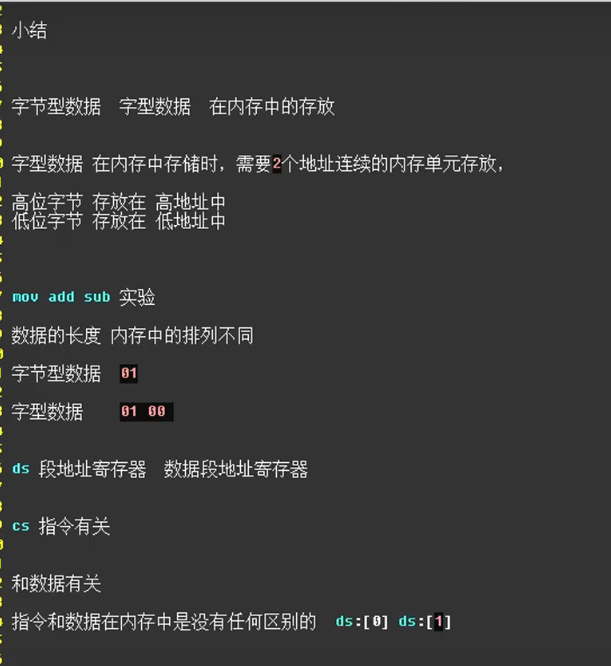 小结
字节型数据 字型数据 在内存中的存放
字型数据 在内存中存储时，需要2个地址连续的内存单元存放，
高位字节 存放在 高地址中
低位字节 存放在 低地址中
mov add sub 实验
数据的长度 内存中的排列不同
字节型数据 01
字型数据 01 00
ds 段地址寄存器 数据段地址寄存器
cs 指令有关
和数据有关
指令和数据在内存中是没有任何区别的 ds:[0] ds:[1]